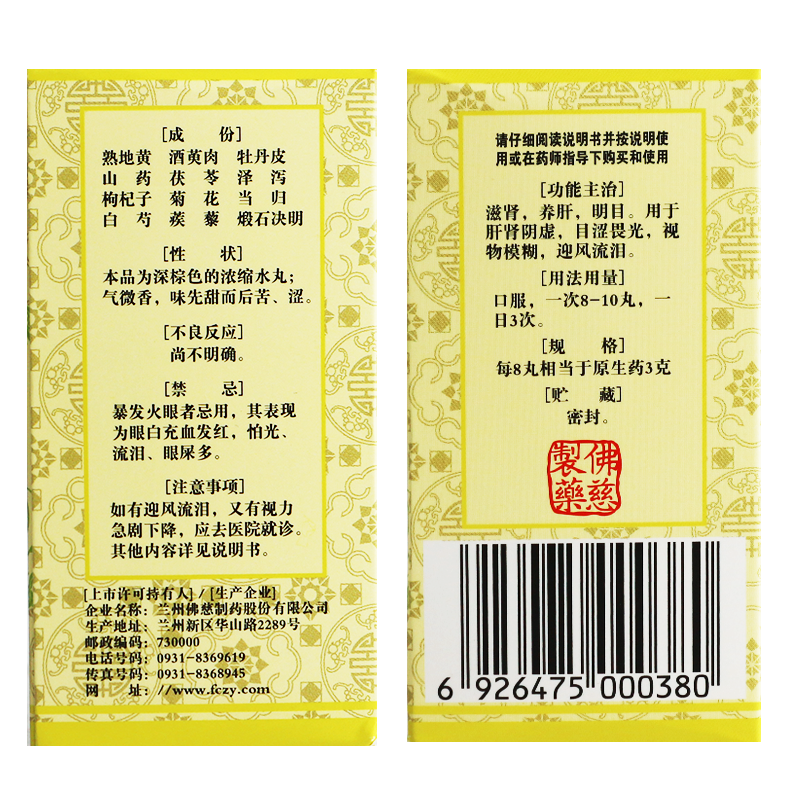 [成 份]
熟地黄 酒萸肉 牡丹皮
山 药 茯 苓 泽 泻
枸杞子 菊 花 当 归
白 芍 蒺 藜 煅石决明
[性 状]
本品为深棕色的浓缩水丸；
气微香，味先甜而后苦、涩。
[不良反应]
尚不明确。
[禁 忌]
暴发火眼者忌用，其表现
为眼白充血发红，怕光、
流泪、眼屎多。
[注意事项]
如有迎风流泪，又有视力
急剧下降，应去医院就诊。
其他内容详见说明书。
[上市许可持有人] / [生产企业]
企业名称：兰州佛慈制药股份有限公司
生产地址：兰州新区华山路2289号
邮政编码：730000
电话号码：0931-8369619
传真号码：0931-8368945
网 址：//www.fczy.com
请仔细阅读说明书并按说明使
用或在药师指导下购买和使用
[功能主治]
滋肾，养肝，明目。用于
肝肾阴虚，目涩畏光，视
物模糊，迎风流泪。
[用法用量]
口服，一次8-10丸，一
日3次。
[规 格]
每8丸相当于原生药3克
[贮 藏]
密封。
佛慈
製藥
6 926475 000380